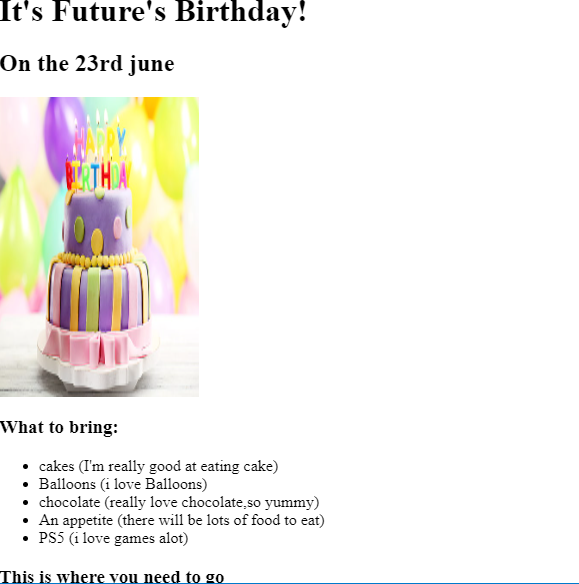 It's Future's Birthday!
On the 23rd june
HAPPY
BIRTHDAY
What to bring:
cakes (I'm really good at eating cake)
Balloons (i love Balloons)
chocolate (really love chocolate,so yummy)
An appetite (there will be lots of food to eat)
PS5 (i love games alot)
This is where you need to go